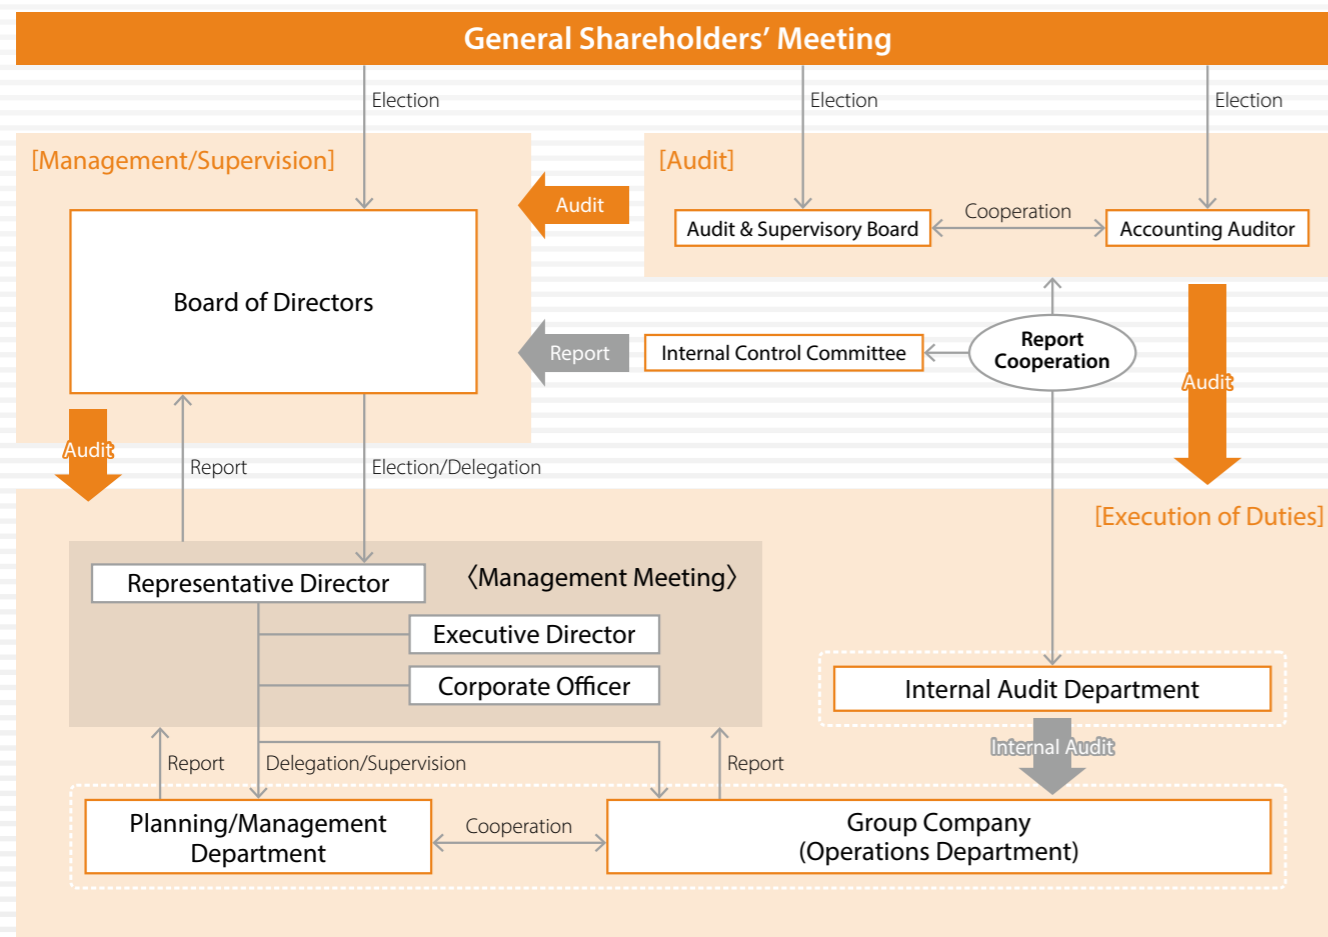 General Shareholders’ Meeting
Election
Election
Election
[Management/Supervision]
[Audit]
Audit
Cooperation
Audit & Supervisory Board
Accounting Auditor
Board of Directors
Report
Internal Control Committee
Report
Cooperation
Audit
Audit
Report
Election/Delegation
[Execution of Duties]
Representative Director
〈Management Meeting〉
Executive Director
Corporate Officer
Internal Audit Department
Internal Audit
Report
Delegation/Supervision
Report
Planning/Management
Department
Cooperation
Group Company
(Operations Department)